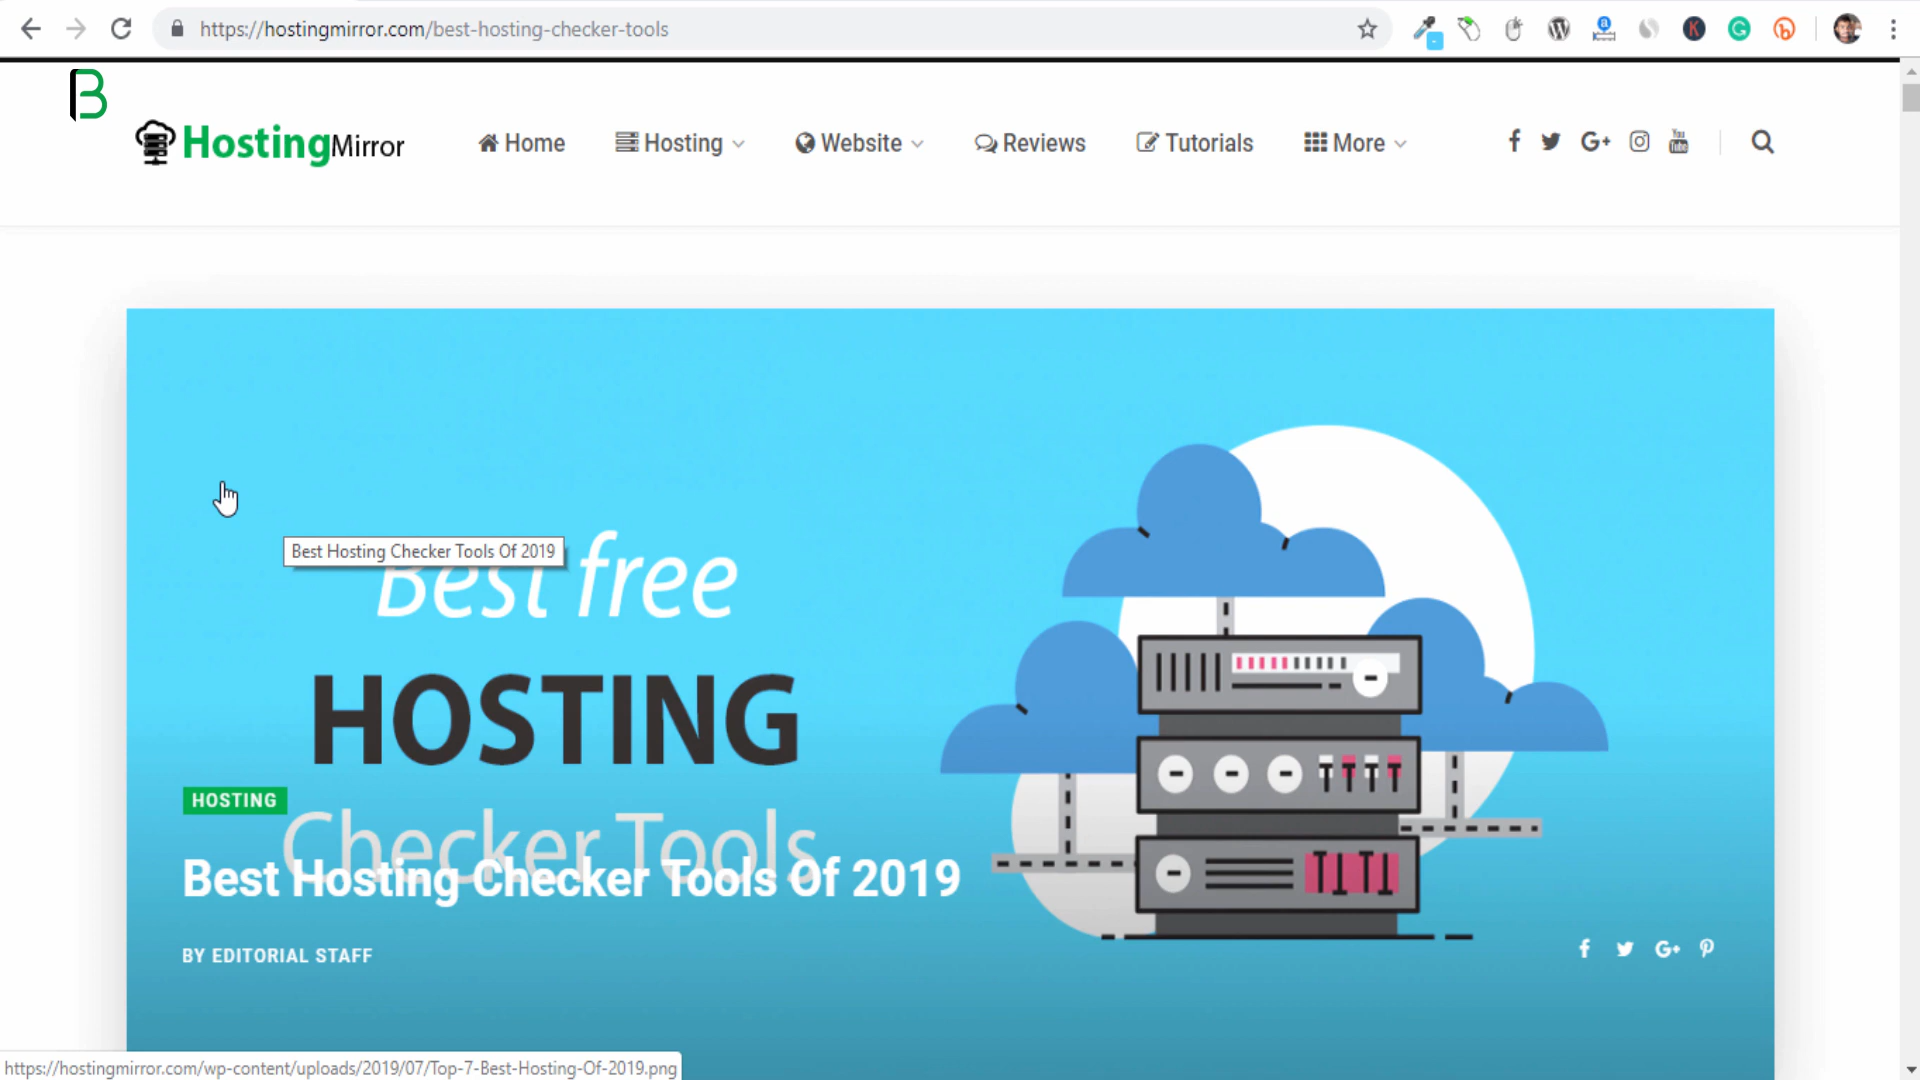 https://hostingmirror.com/best-hosting-checker-tools
B
HostingMirror
Home
Hosting
Website
Reviews
Tutorials
More
Best Hosting Checker Tools Of 2019
Best free
HOSTING
HOSTING
Checker Tools
Best Hosting Checker Tools Of 2019
BY EDITORIAL STAFF
https://hostingmirror.com/wp-content/uploads/2019/07/Top-7-Best-Hosting-Of-2019.png